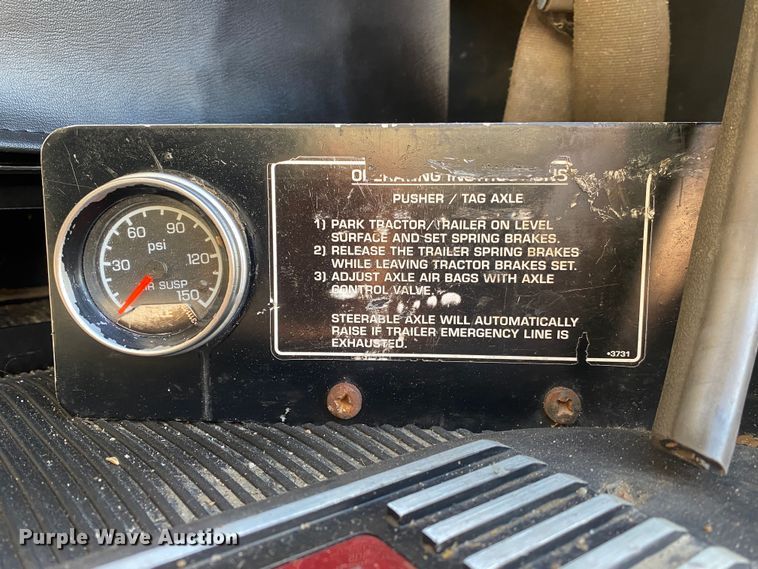 60 90
psi
30 120
AIR SUSP
150
OPERATING INSTRUCTIONS
PUSHER / TAG AXLE
1) PARK TRACTOR/TRAILER ON LEVEL
SURFACE AND SET SPRING BRAKES.
2) RELEASE THE TRAILER SPRING BRAKES
WHILE LEAVING TRACTOR BRAKES SET.
3) ADJUST AXLE AIR BAGS WITH AXLE
CONTROL VALVE.
STEERABLE AXLE WILL AUTOMATICALLY
RAISE IF TRAILER EMERGENCY LINE IS
EXHAUSTED.
•3731
Purple Wave Auction